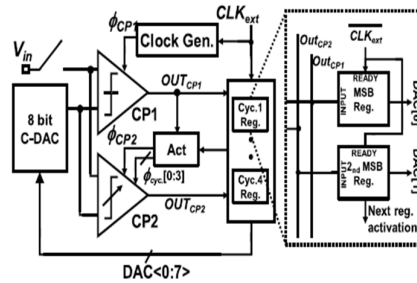 ϕCP
CLKext
Clock Gen.
Vin
OUTCP1
CP1
8 bit
C-DAC
ϕCP2
Act
ϕcyc.[0:3]
OUTCP2
CP2
DAC<0:7>
Cyc.1
Reg.
Cyc.4
Reg.
OutCP2
OutCP1
CLKext
READY
INPUT
MSB
Reg.
READY
INPUT
2nd MSB
Reg.
Next reg.
activation